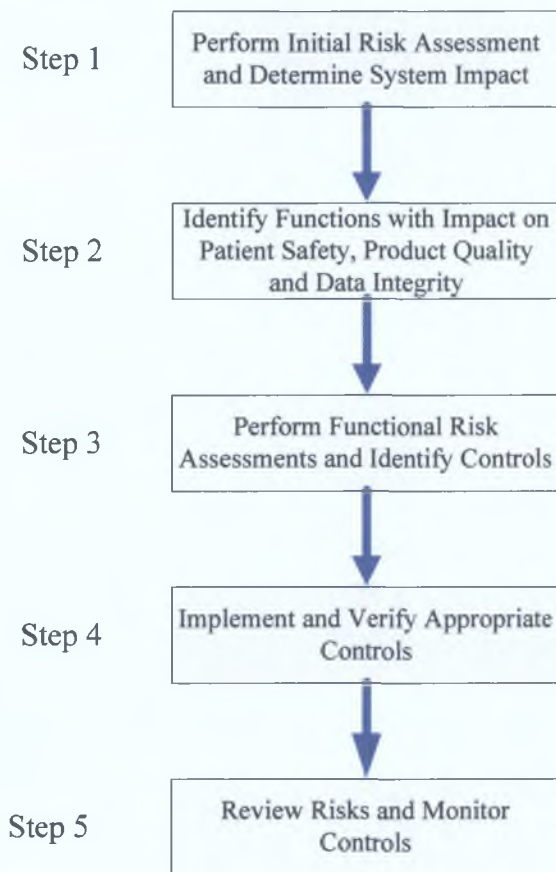 Step 1
Perform Initial Risk Assessment
and Determine System Impact
Step 2
Identify Functions with Impact on
Patient Safety, Product Quality
and Data Integrity
Step 3
Perform Functional Risk
Assessments and Identify Controls
Step 4
Implement and Verify Appropriate
Controls
Step 5
Review Risks and Monitor
Controls